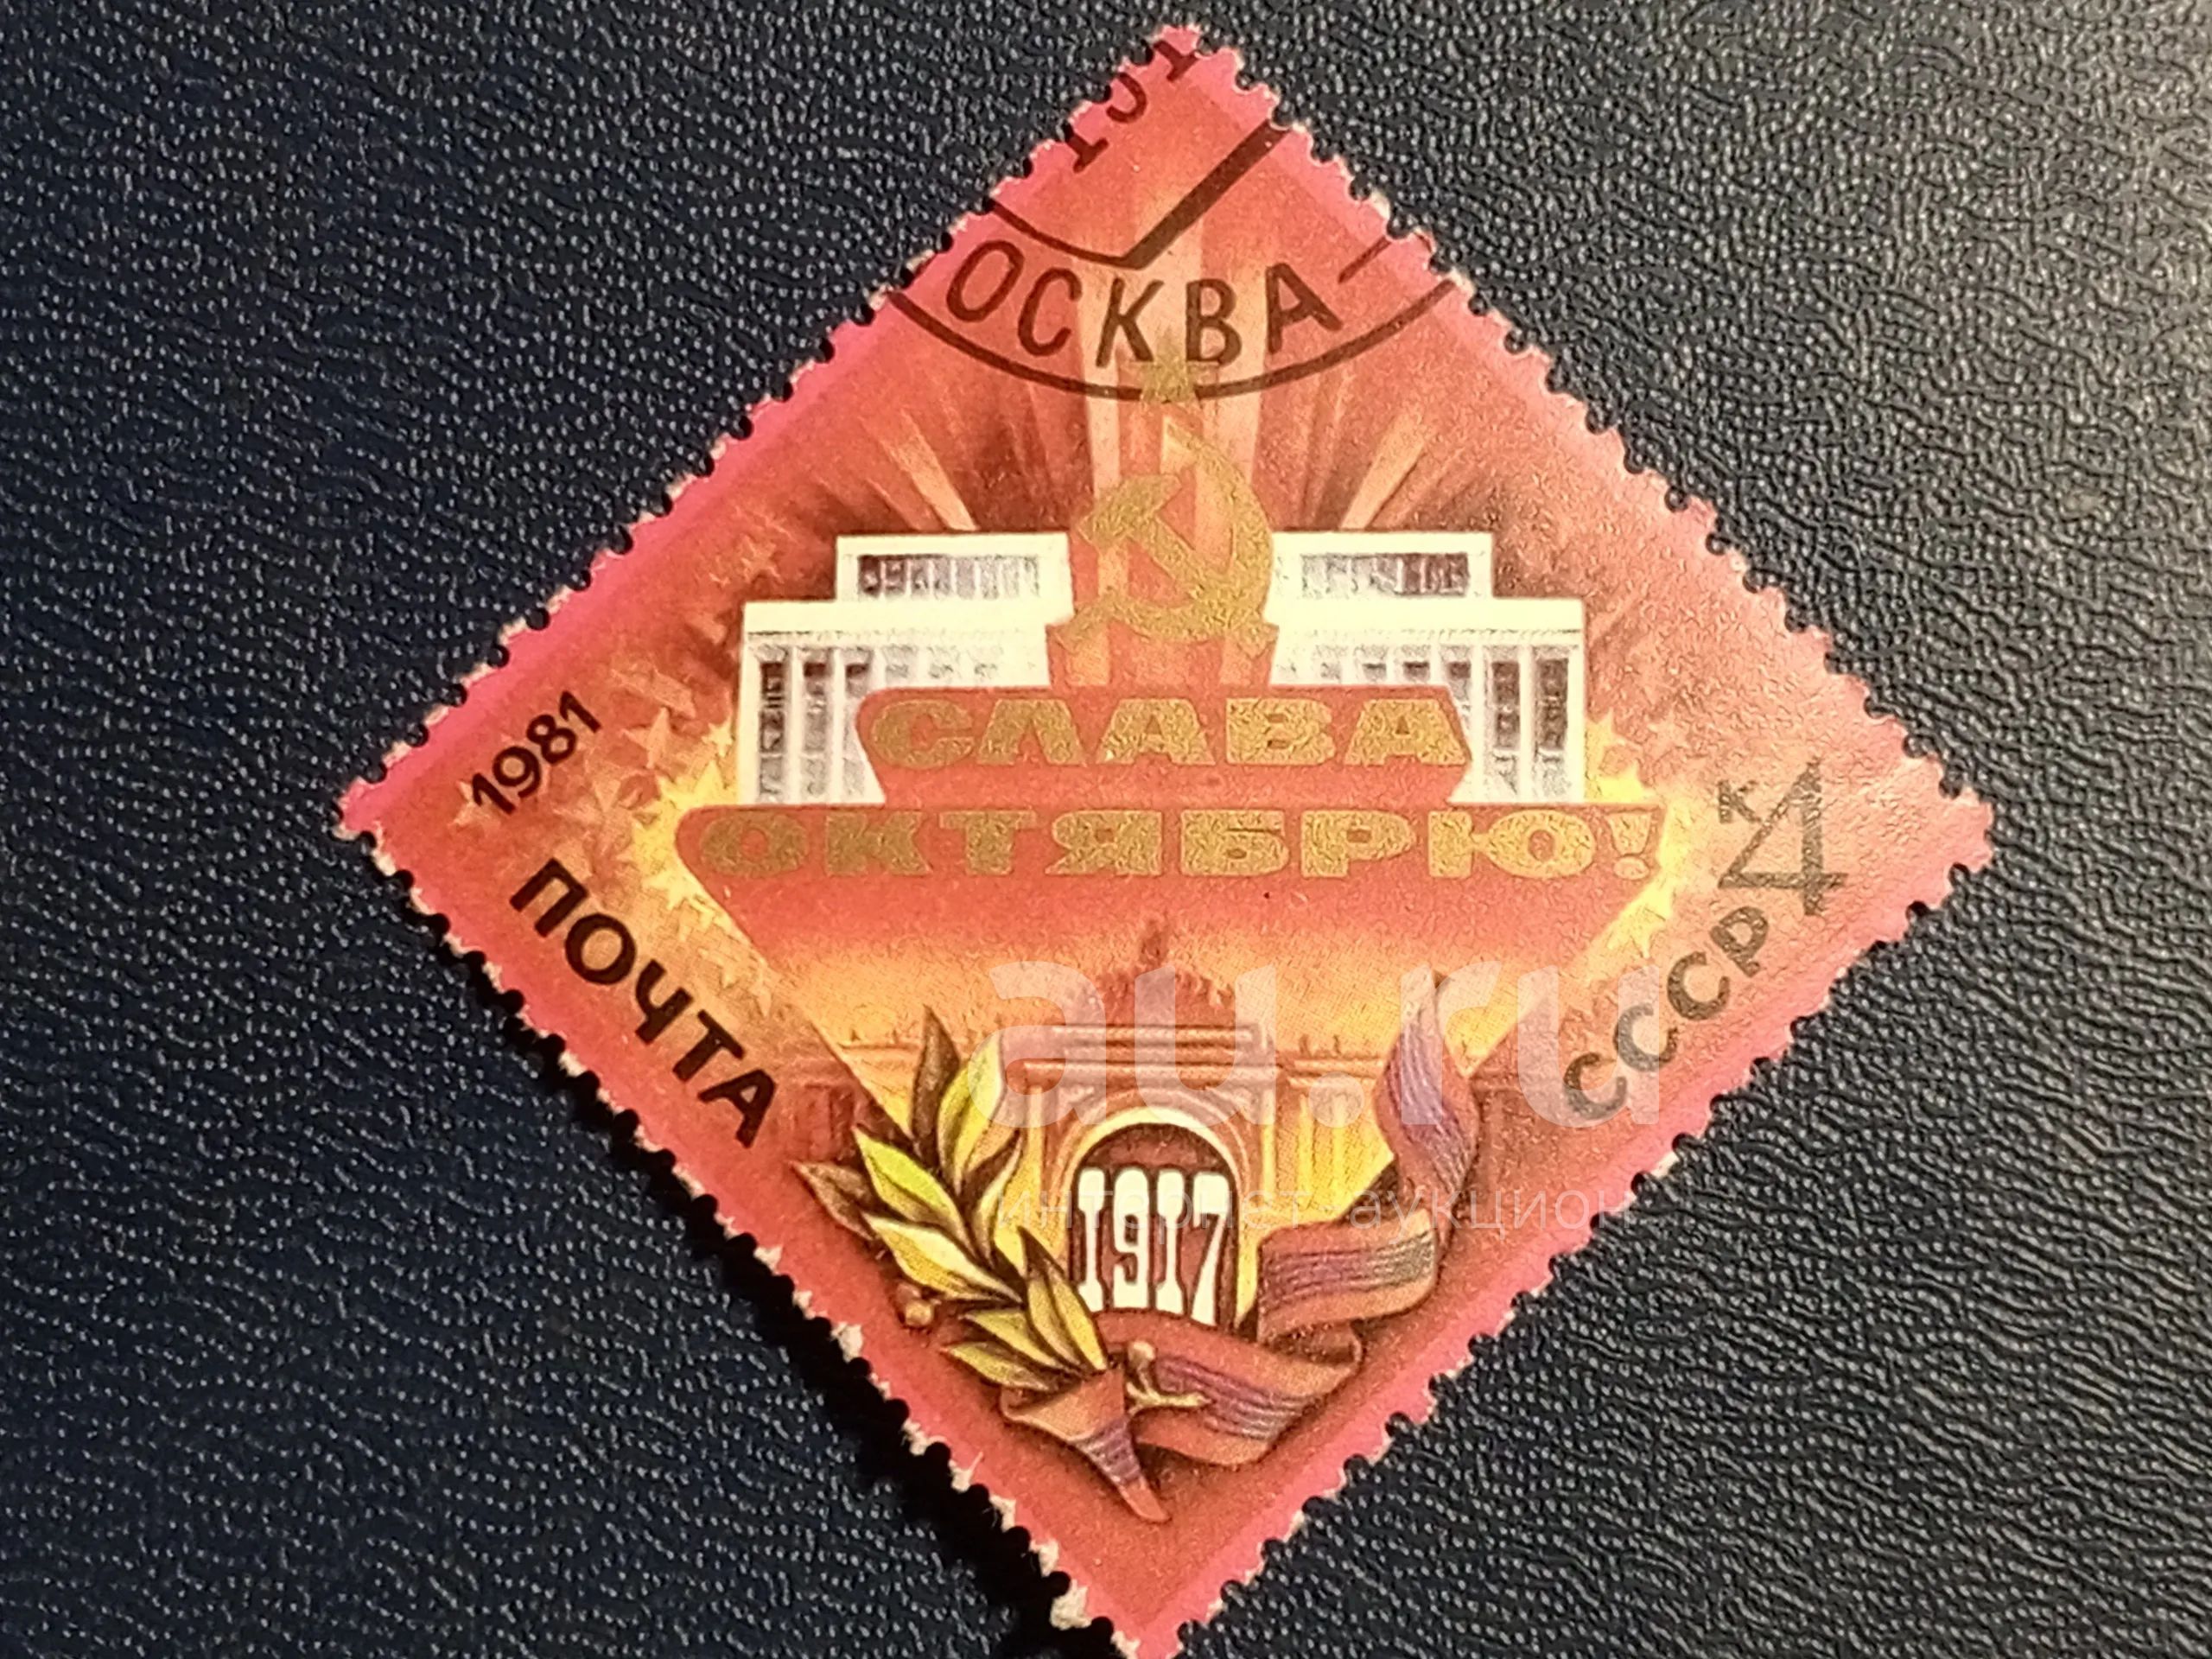 ОСКВА
СЛАВА
ОКТЯБРЮ!
1981
ПОЧТА
4 К
СССР
au.ru
интернет аукцион
1917